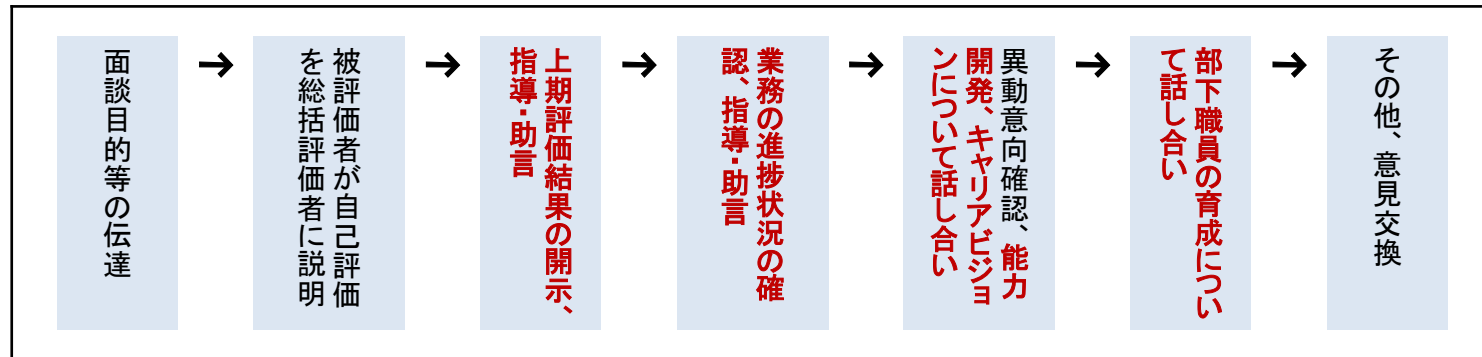 面談目的等の伝達
→
被評価者が自己評価
を総括評価者に説明
→
上期評価結果の開示、
指導・助言
→
業務の進捗状況の確
認、指導・助言
→
異動意向確認、能力
開発、キャリアビジョ
ンについて話し合い
→
部下職員の育成につい
て話し合い
→
その他、意見交換